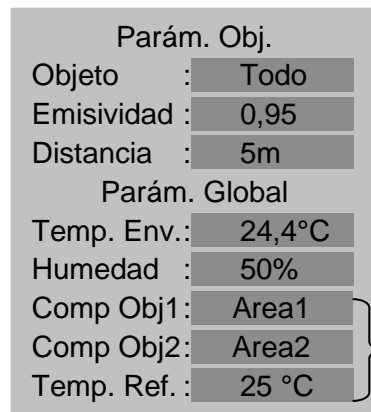 Parám. Obj.
Objeto : Todo
Emisividad : 0,95
Distancia : 5m
Parám. Global
Temp. Env.: 24,4°C
Humedad : 50%
Comp Obj1: Area1
Comp Obj2: Area2
Temp. Ref. : 25 °C